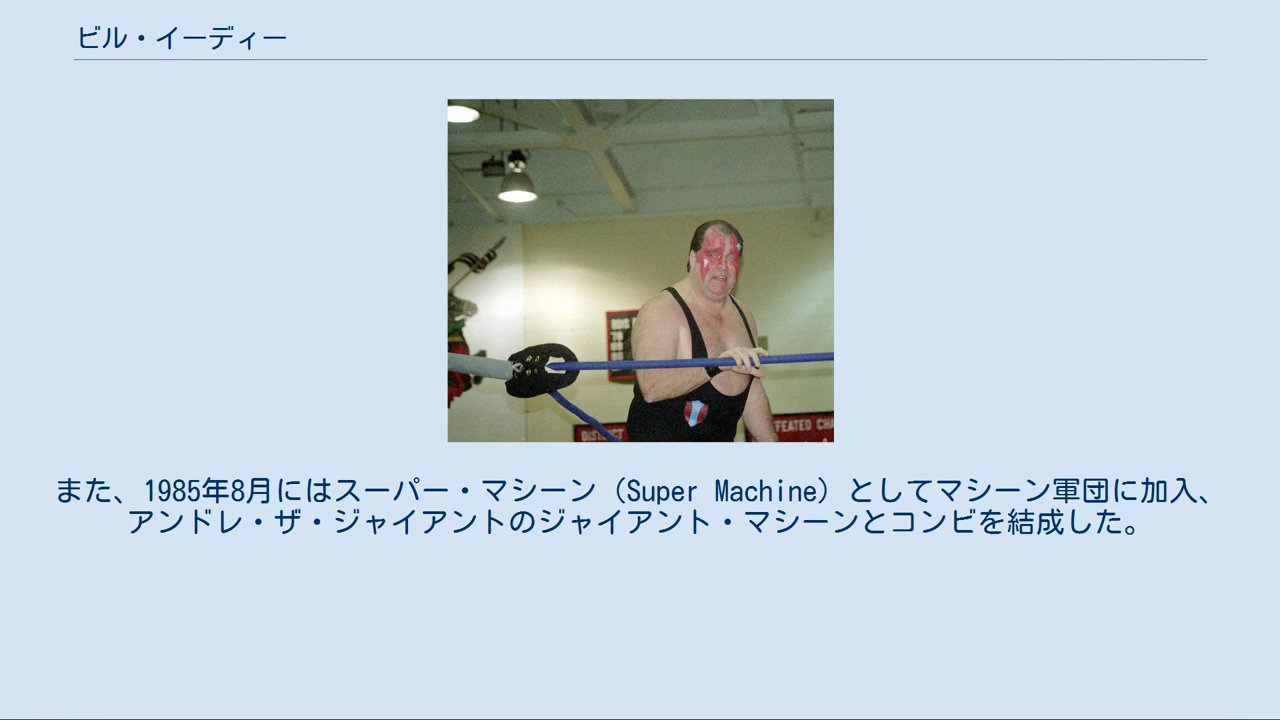 ビル・イーディー
DISTRICT
また、1985年8月にはスーパー・マシーン（Super Machine）としてマシーン軍団に加入、
アンドレ・ザ・ジャイアントのジャイアント・マシーンとコンビを結成した。